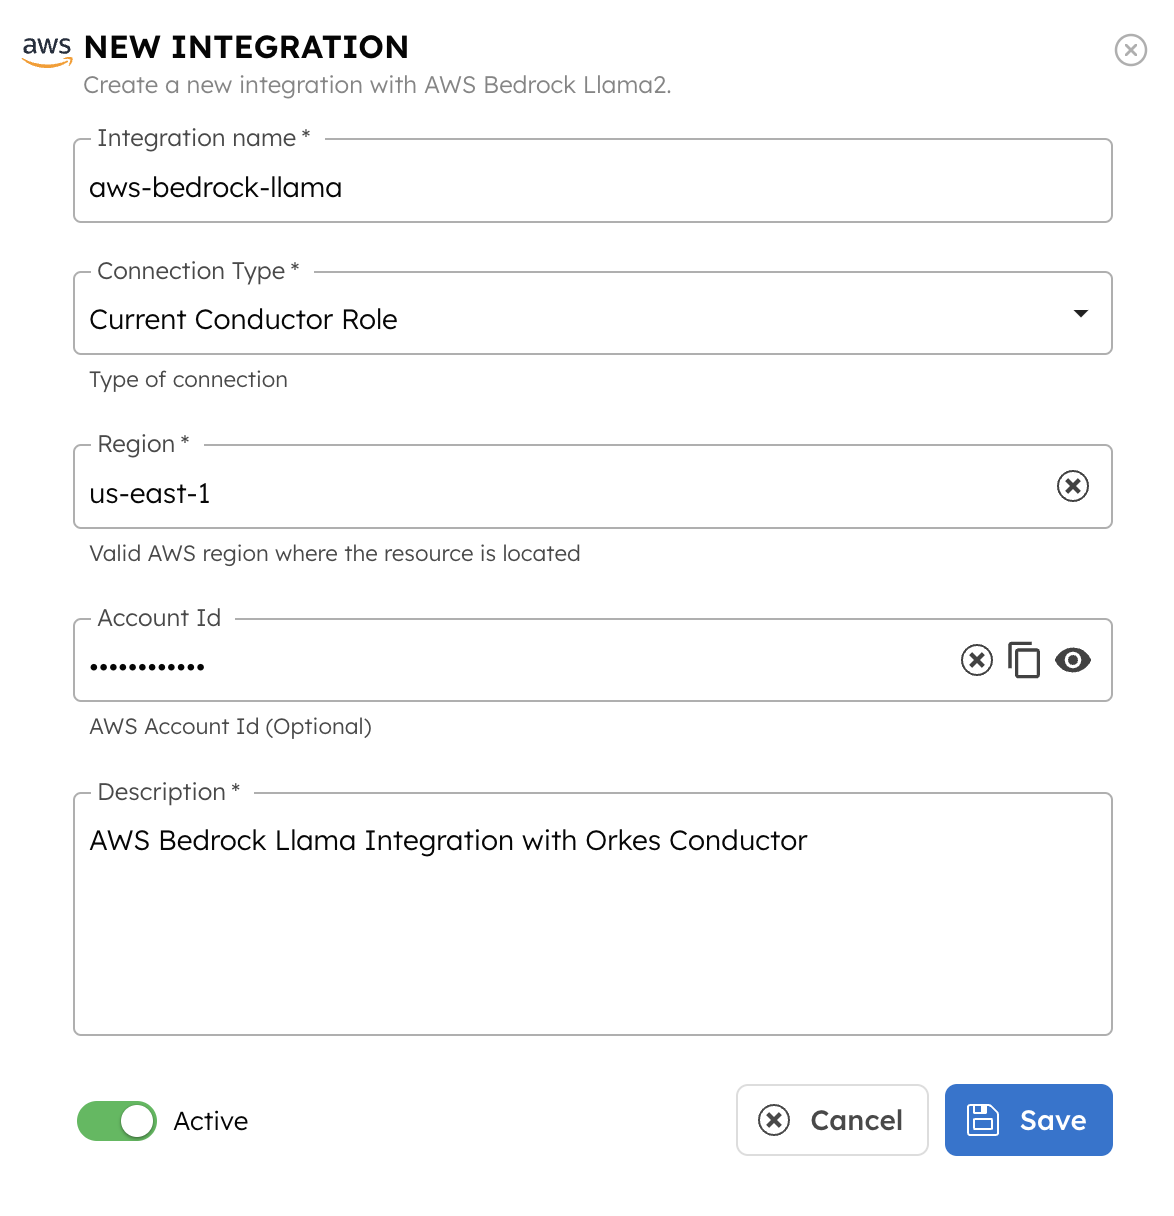 aws NEW INTEGRATION
Create a new integration with AWS Bedrock Llama2.
Integration name *
aws-bedrock-llama
Connection Type *
Current Conductor Role
Type of connection
Region *
us-east-1
Valid AWS region where the resource is located
Account Id
••••••••••••
AWS Account Id (Optional)
Description *
AWS Bedrock Llama Integration with Orkes Conductor
Active
Cancel
Save